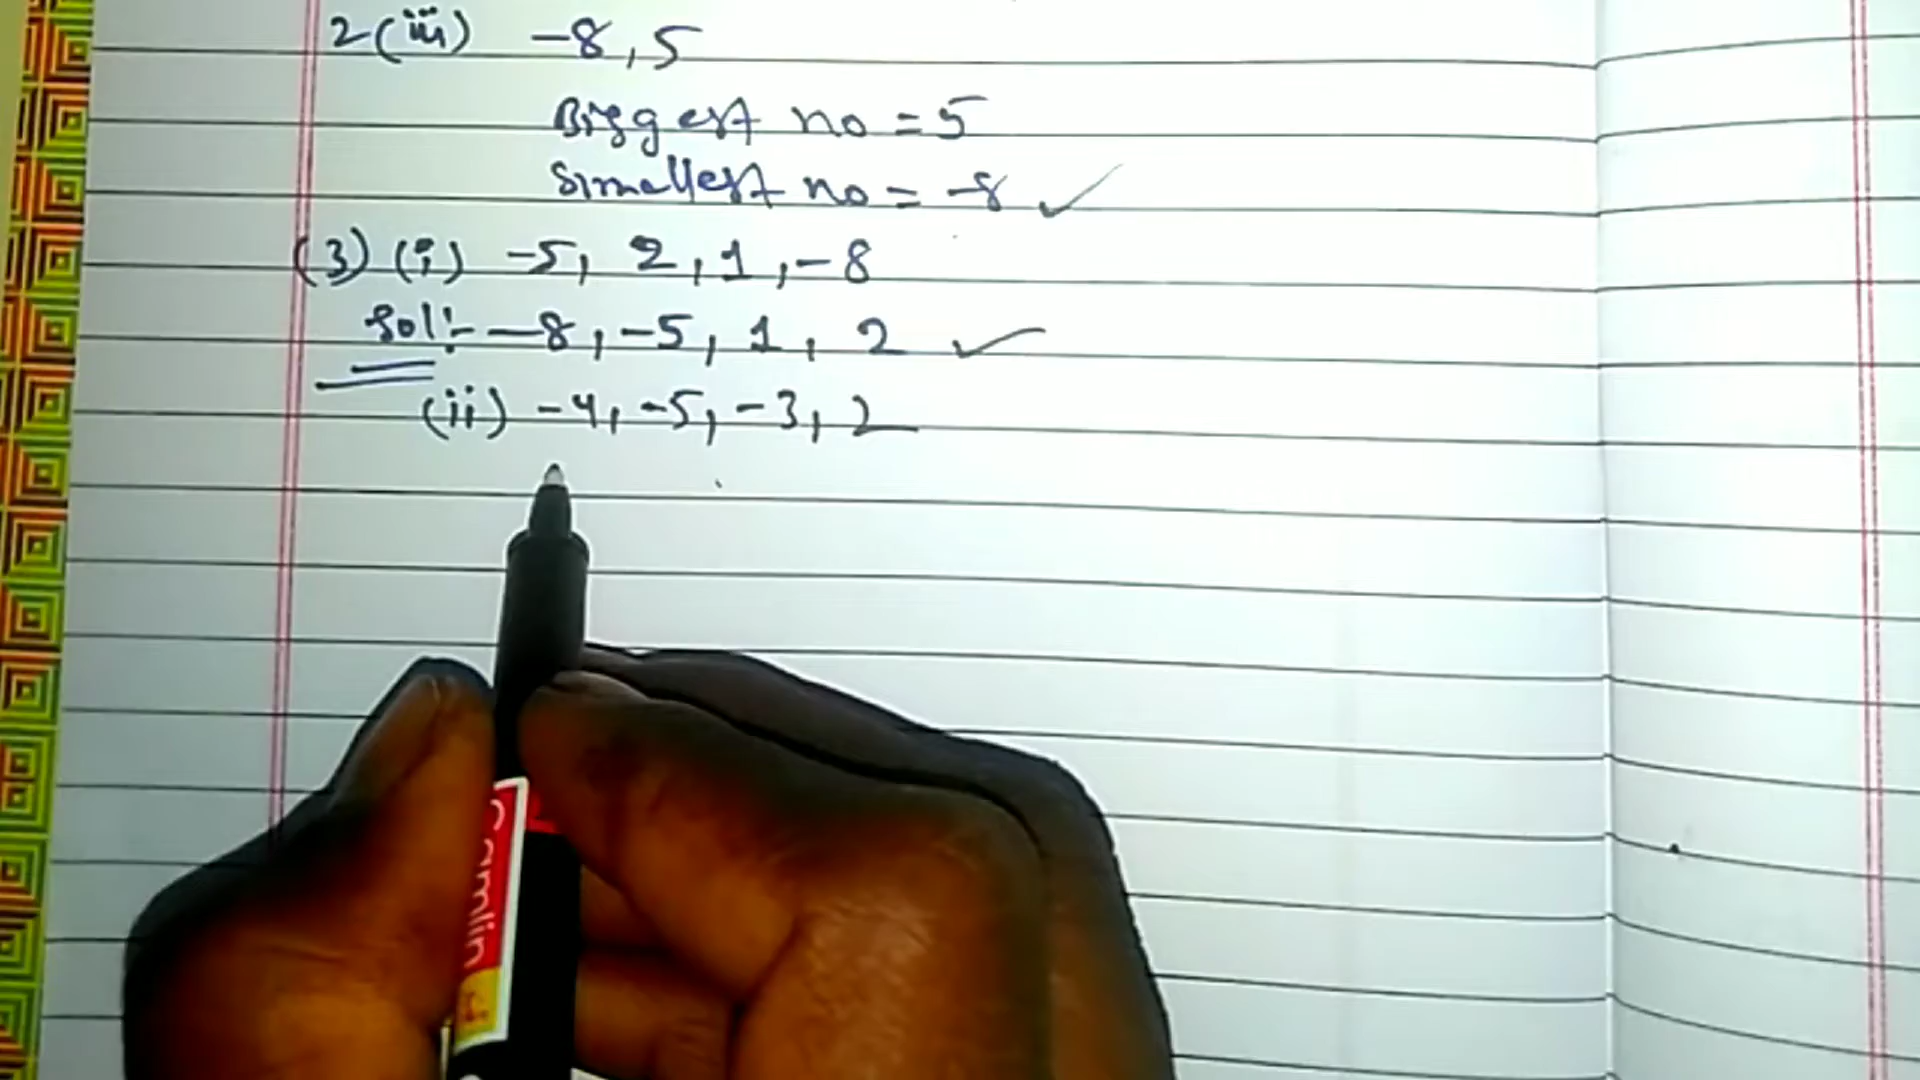 2(iii) -8, 5
Biggest no = 5
Smallest no = -8 ✓
(3) (i) -5, 2, 1, -8
Sol:- -8, -5, 1, 2 ✓
(ii) -4, -5, -3, 2
Camlin